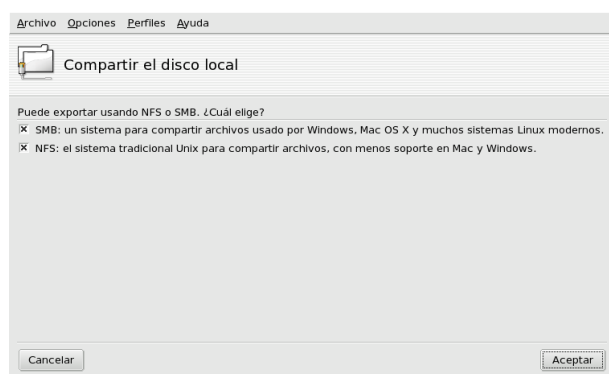 Archivo Opciones Perfiles Ayuda
Compartir el disco local
Puede exportar usando NFS o SMB. ¿Cuál elige?
SMB: un sistema para compartir archivos usado por Windows, Mac OS X y muchos sistemas Linux modernos.
NFS: el sistema tradicional Unix para compartir archivos, con menos soporte en Mac y Windows.
Cancelar Aceptar